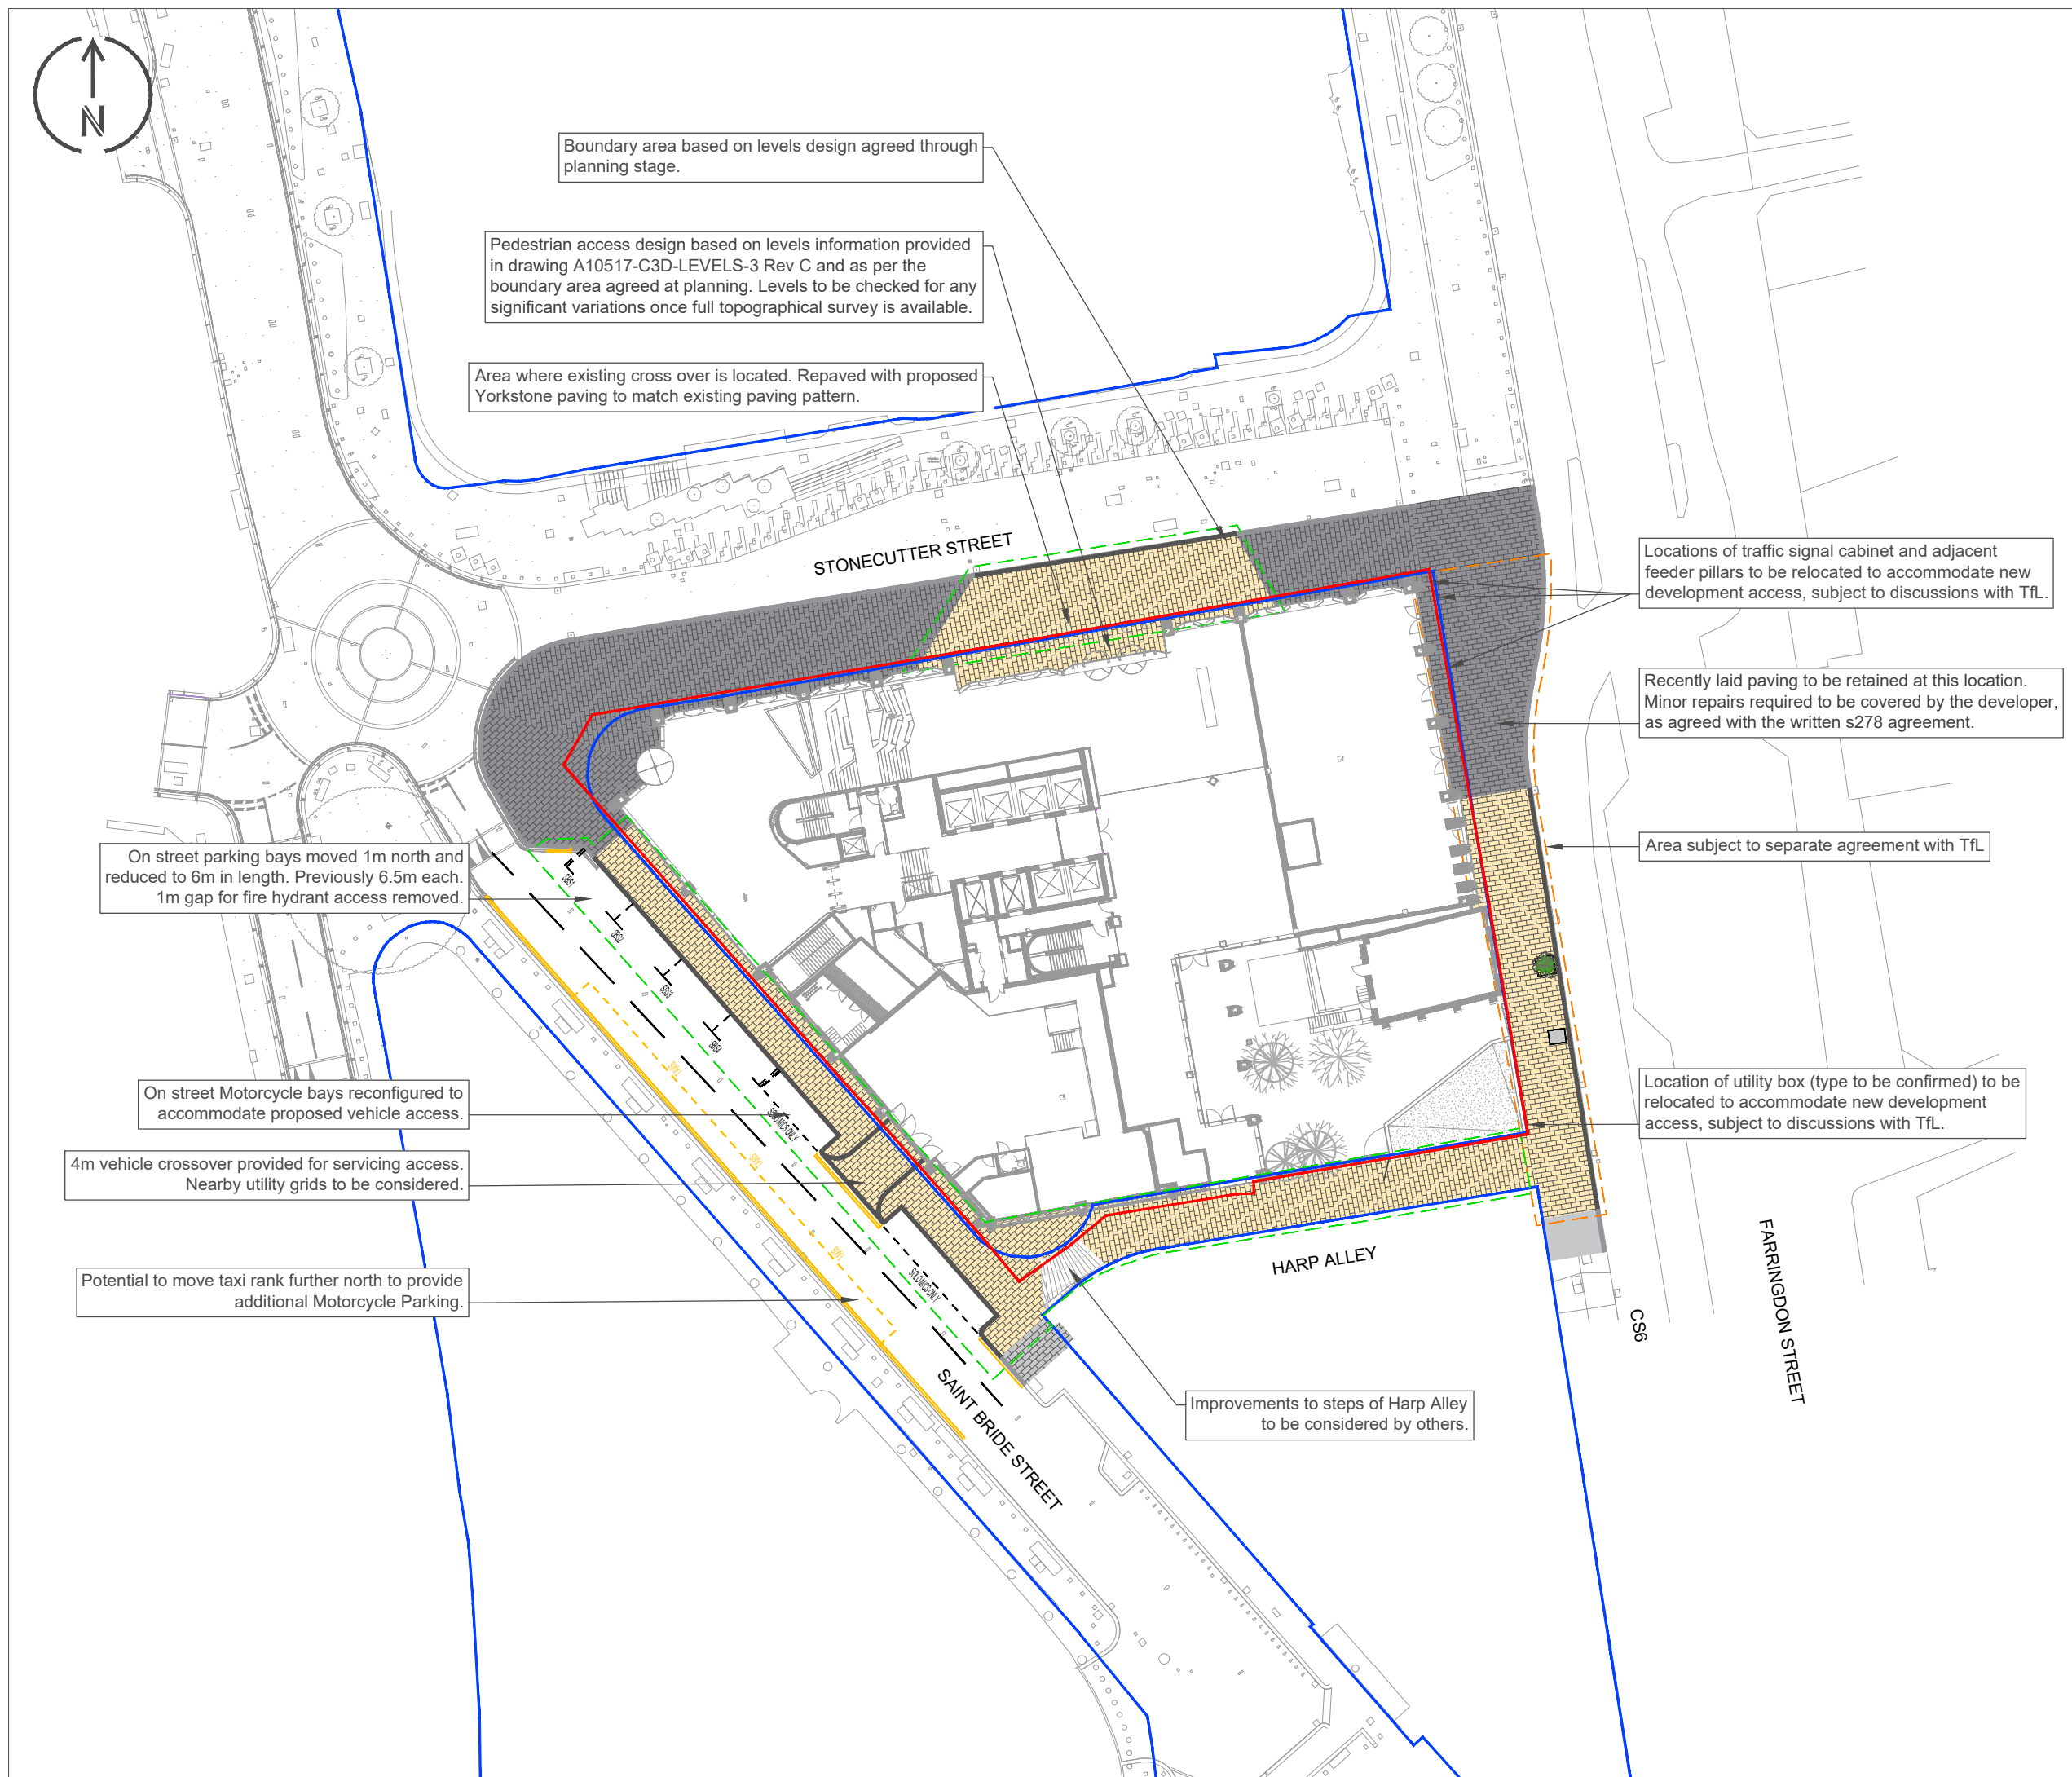 N
Boundary area based on levels design agreed through
planning stage.
Pedestrian access design based on levels information provided
in drawing A10517-C3D-LEVELS-3 Rev C and as per the
boundary area agreed at planning. Levels to be checked for any
significant variations once full topographical survey is available.
Area where existing cross over is located. Repaved with proposed
Yorkstone paving to match existing paving pattern.
STONECUTTER STREET
Locations of traffic signal cabinet and adjacent
feeder pillars to be relocated to accommodate new
development access, subject to discussions with TfL.
Recently laid paving to be retained at this location.
Minor repairs required to be covered by the developer,
as agreed with the written s278 agreement.
Area subject to separate agreement with TfL
On street parking bays moved 1m north and
reduced to 6m in length. Previously 6.5m each.
1m gap for fire hydrant access removed.
On street Motorcycle bays reconfigured to
accommodate proposed vehicle access.
4m vehicle crossover provided for servicing access.
Nearby utility grids to be considered.
Potential to move taxi rank further north to provide
additional Motorcycle Parking.
Location of utility box (type to be confirmed) to be
relocated to accommodate new development
access, subject to discussions with TfL.
SOLO M/CS ONLY
SOLO M/CS ONLY
HARP ALLEY
FARRINGDON STREET
CS6
SAINT BRIDE STREET
Improvements to steps of Harp Alley
to be considered by others.